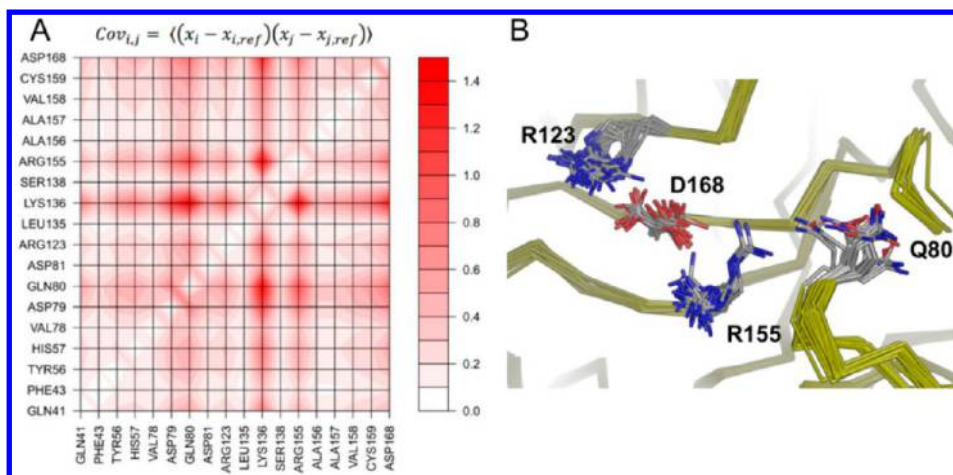 A
Cov_{i,j} = ⟨(x_i − x_{i,ref})(x_j − x_{j,ref})⟩
ASP168
CYS159
VAL158
ALA157
ALA156
ARG155
SER138
LYS136
LEU135
ARG123
ASP81
GLN80
ASP79
VAL78
HIS57
TYR56
PHE43
GLN41
GLN41
PHE43
TYR56
HIS57
VAL78
ASP79
GLN80
ASP81
ARG123
LEU135
LYS136
SER138
ARG155
ALA156
ALA157
VAL158
CYS159
ASP168
1.4
1.2
1.0
0.8
0.6
0.4
0.2
0.0
B
R123
D168
Q80
R155